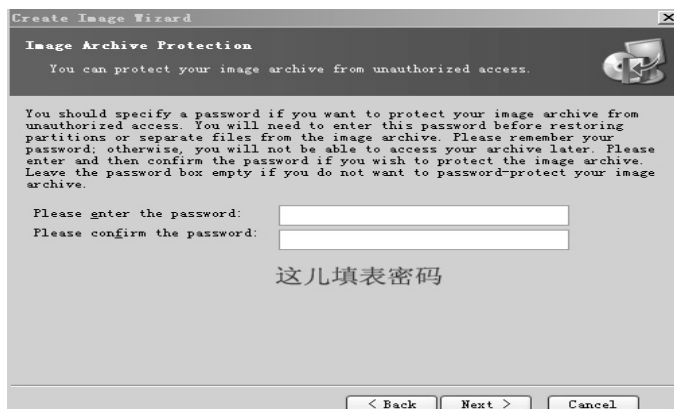 Create Image Wizard
Image Archive Protection
You can protect your image archive from unauthorized access.
You should specify a password if you want to protect your image archive from
unauthorized access. You will need to enter this password before restoring
partitions or separate files from the image archive. Please remember your
password; otherwise, you will not be able to access your archive later. Please
enter and then confirm the password if you wish to protect the image archive.
Leave the password box empty if you do not want to password-protect your image
archive.
Please enter the password:
Please confirm the password:
这儿填表密码
< Back Next > Cancel